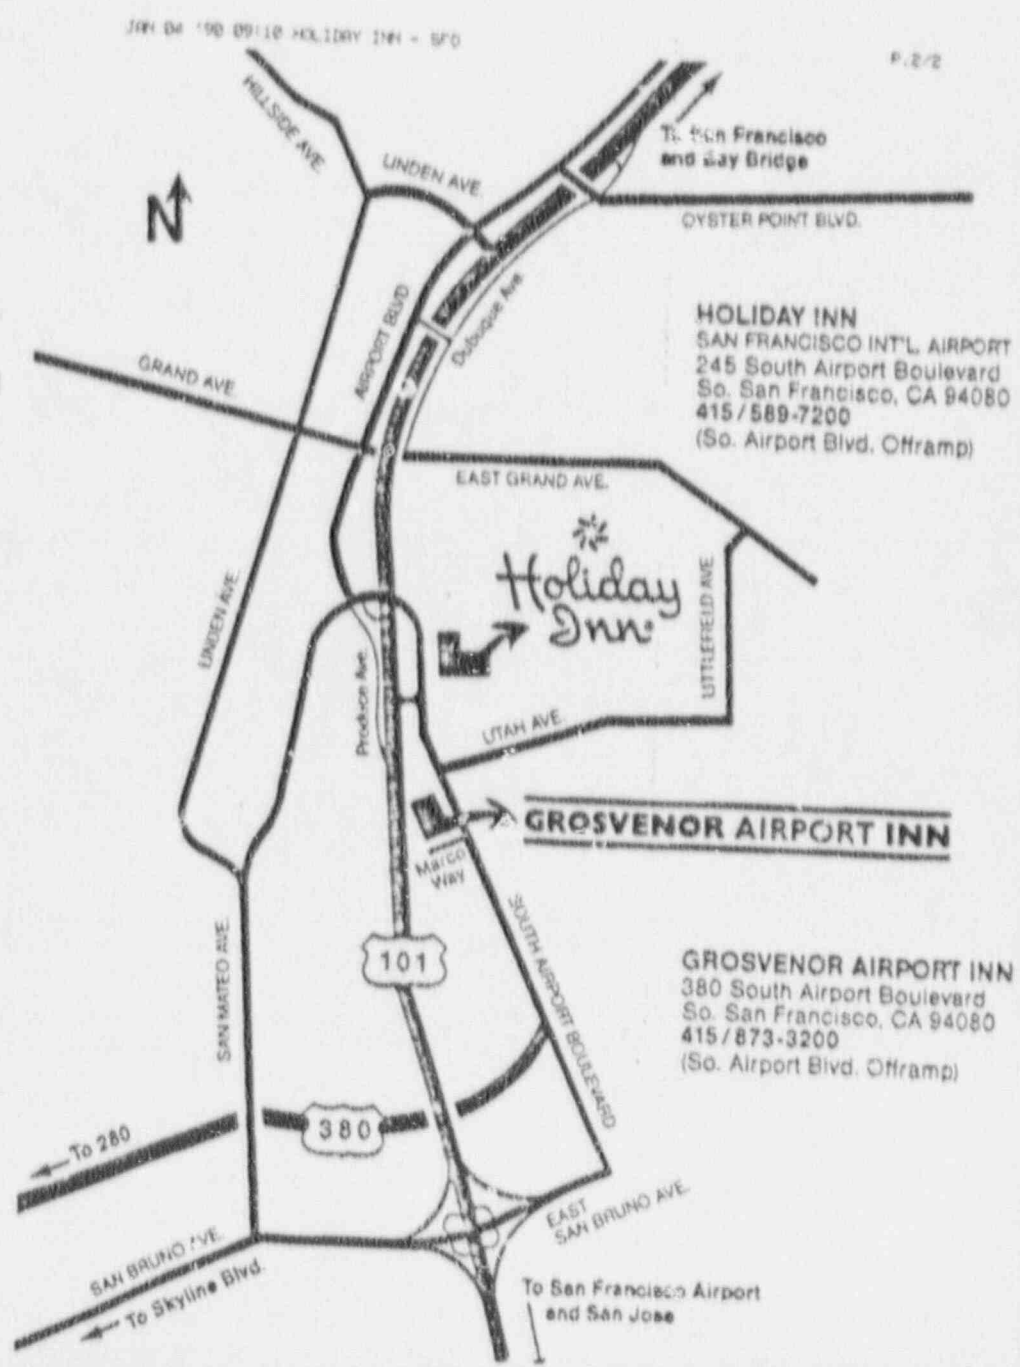 JAN 04 '90 09:10 HOLIDAY INN - SFO
P.2/2
HILLSIDE AVE.
LINDEN AVE.
To San Francisco
and Bay Bridge
N
OYSTER POINT BLVD.
AIRPORT BLVD
Dubuque Ave
HOLIDAY INN
SAN FRANCISCO INT'L. AIRPORT
245 South Airport Boulevard
So. San Francisco, CA 94080
415/589-7200
(So. Airport Blvd. Offramp)
GRAND AVE.
EAST GRAND AVE.
Holiday
Inn
LINDEN AVE.
LITTLEFIELD AVE.
Produce Ave.
UTAH AVE.
GROSVENOR AIRPORT INN
Marco
Way
SOUTH AIRPORT BOULEVARD
101
SAN MATEO AVE.
GROSVENOR AIRPORT INN
380 South Airport Boulevard
So. San Francisco, CA 94080
415/873-3200
(So. Airport Blvd. Offramp)
380
To 280
EAST
SAN BRUNO AVE.
SAN BRUNO AVE.
To Skyline Blvd.
To San Francisco Airport
and San Jose